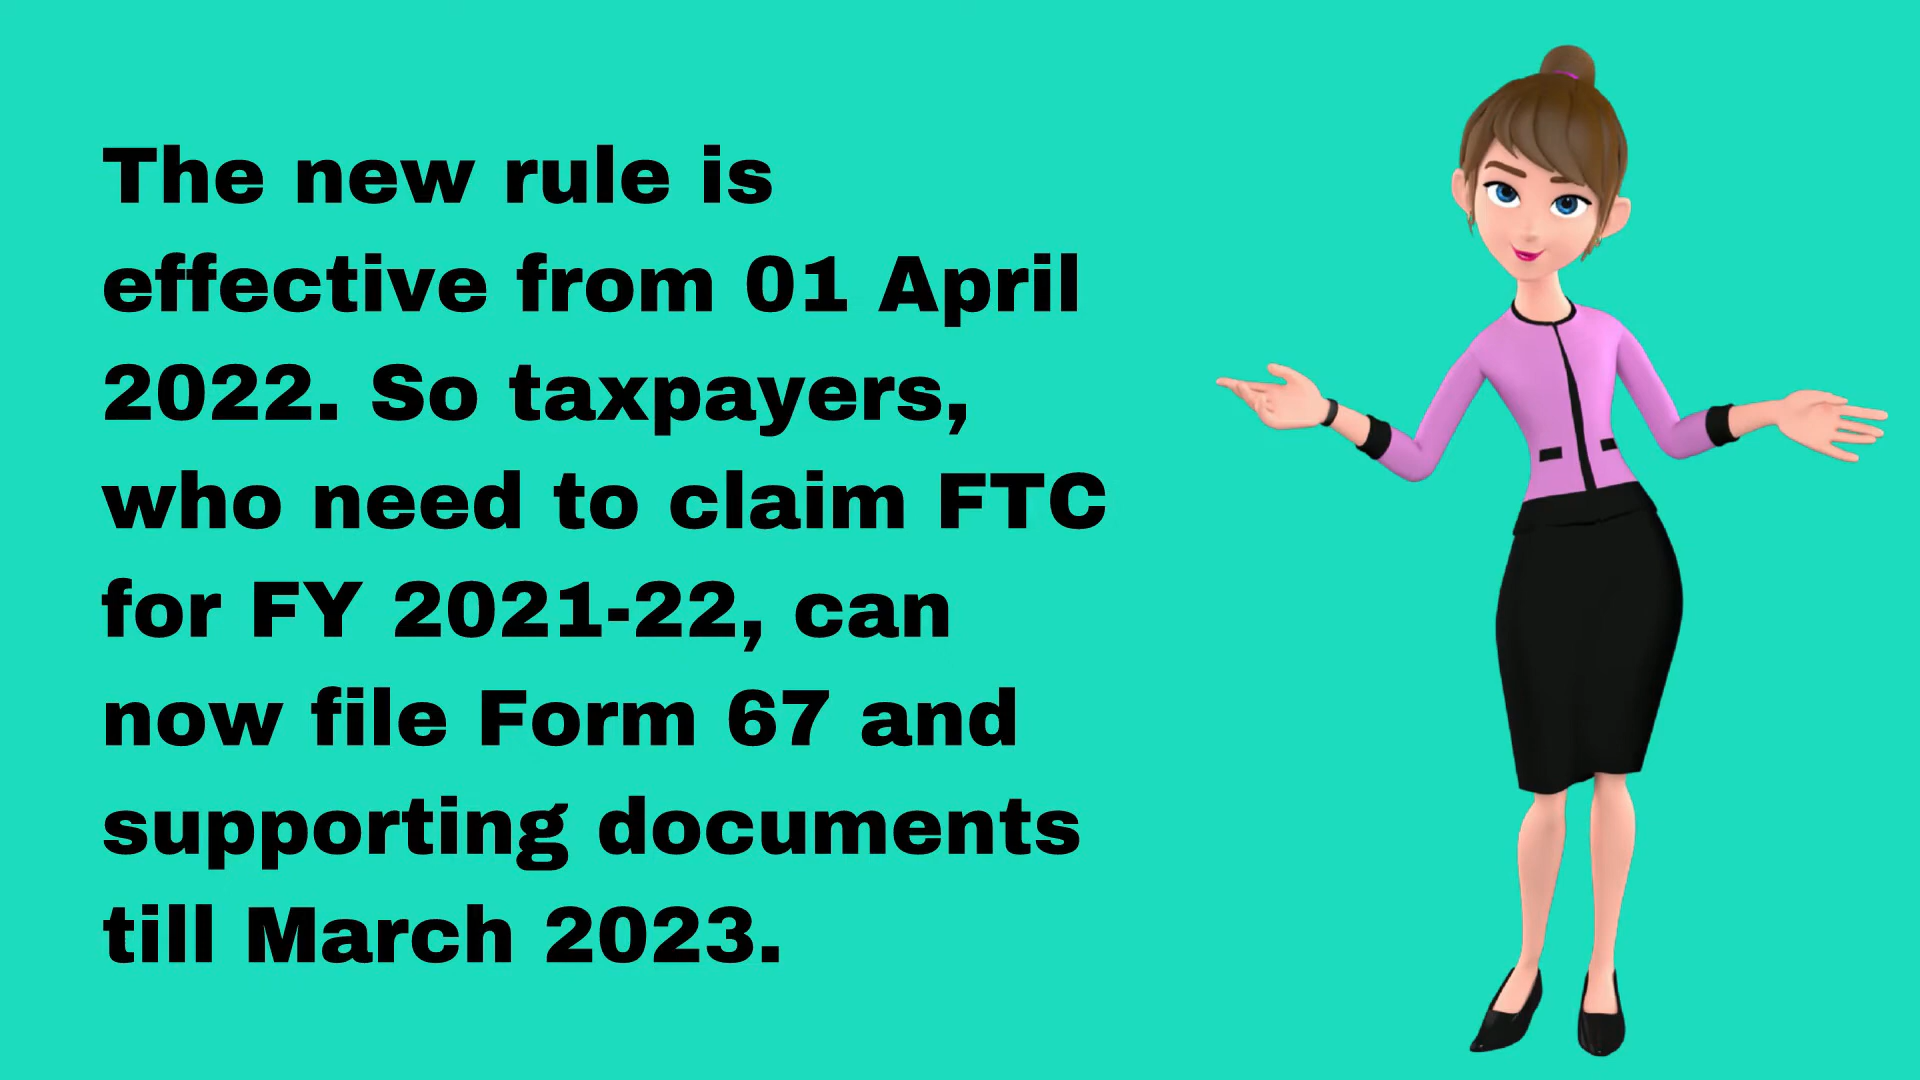 The new rule is
effective from 01 April
2022. So taxpayers,
who need to claim FTC
for FY 2021-22, can
now file Form 67 and
supporting documents
till March 2023.